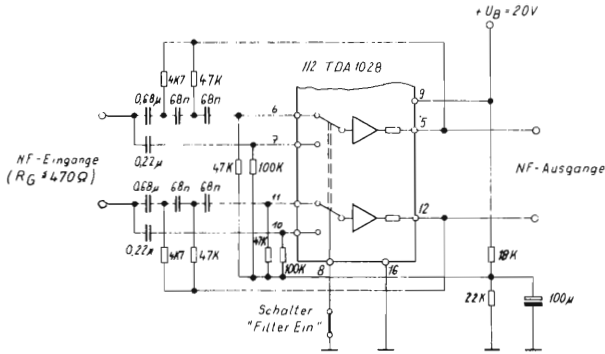 + U_B = 20V
1/2 TDA 1028
4K7
47K
0,68µ
68n
68n
6
9
5
7
0,22µ
NF-Eingänge
(R_G ≤ 470Ω)
47K
100K
NF-Ausgänge
0,68µ
68n
68n
11
12
10
0,22µ
4K7
47K
47K
100K
8
16
18K
22K
100µ
Schalter
"Filter Ein"